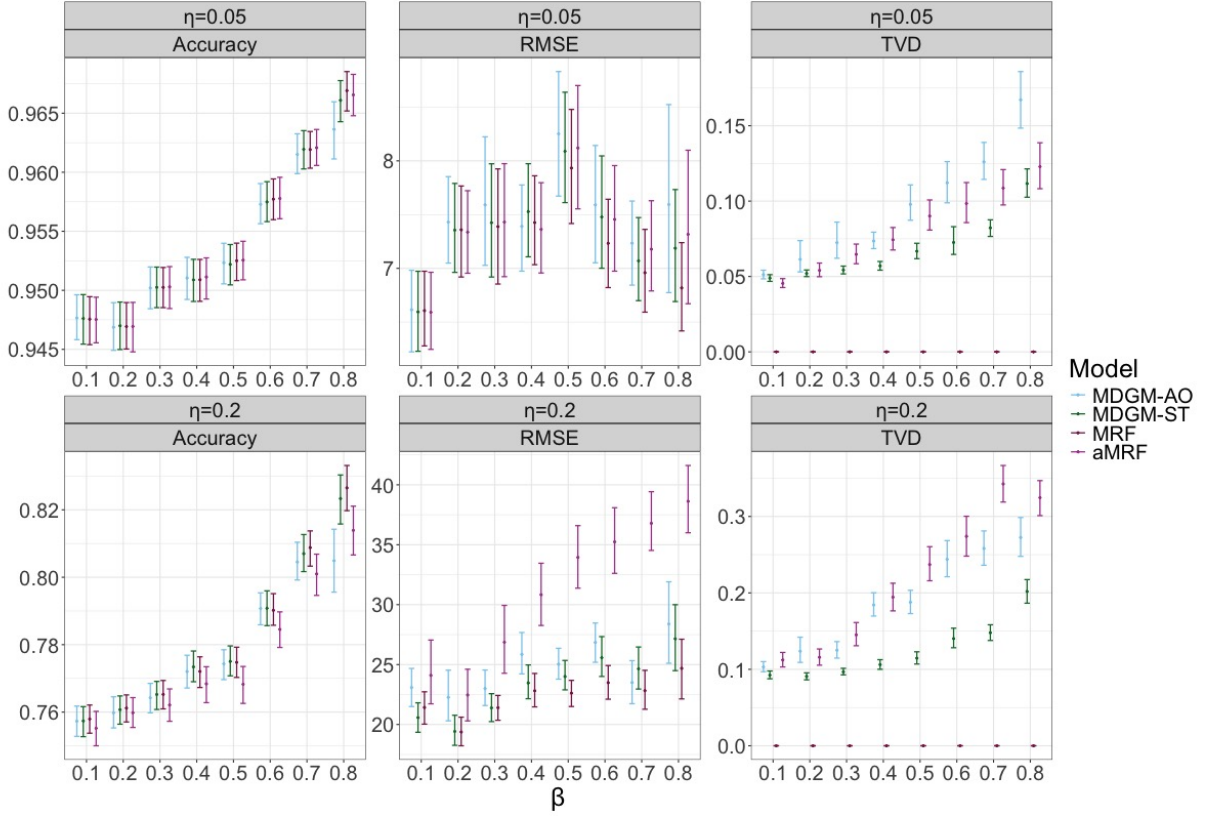 η=0.05 η=0.05 η=0.05
Accuracy RMSE TVD
0.965
0.960
0.955
0.950
0.945
8
7
0.15
0.10
0.05
0.00
0.1 0.2 0.3 0.4 0.5 0.6 0.7 0.8
0.1 0.2 0.3 0.4 0.5 0.6 0.7 0.8
0.1 0.2 0.3 0.4 0.5 0.6 0.7 0.8
η=0.2 η=0.2 η=0.2
Accuracy RMSE TVD
0.82
0.80
0.78
0.76
40
35
30
25
20
0.3
0.2
0.1
0.0
0.1 0.2 0.3 0.4 0.5 0.6 0.7 0.8
0.1 0.2 0.3 0.4 0.5 0.6 0.7 0.8
0.1 0.2 0.3 0.4 0.5 0.6 0.7 0.8
β
Model
MDGM-AO
MDGM-ST
MRF
aMRF